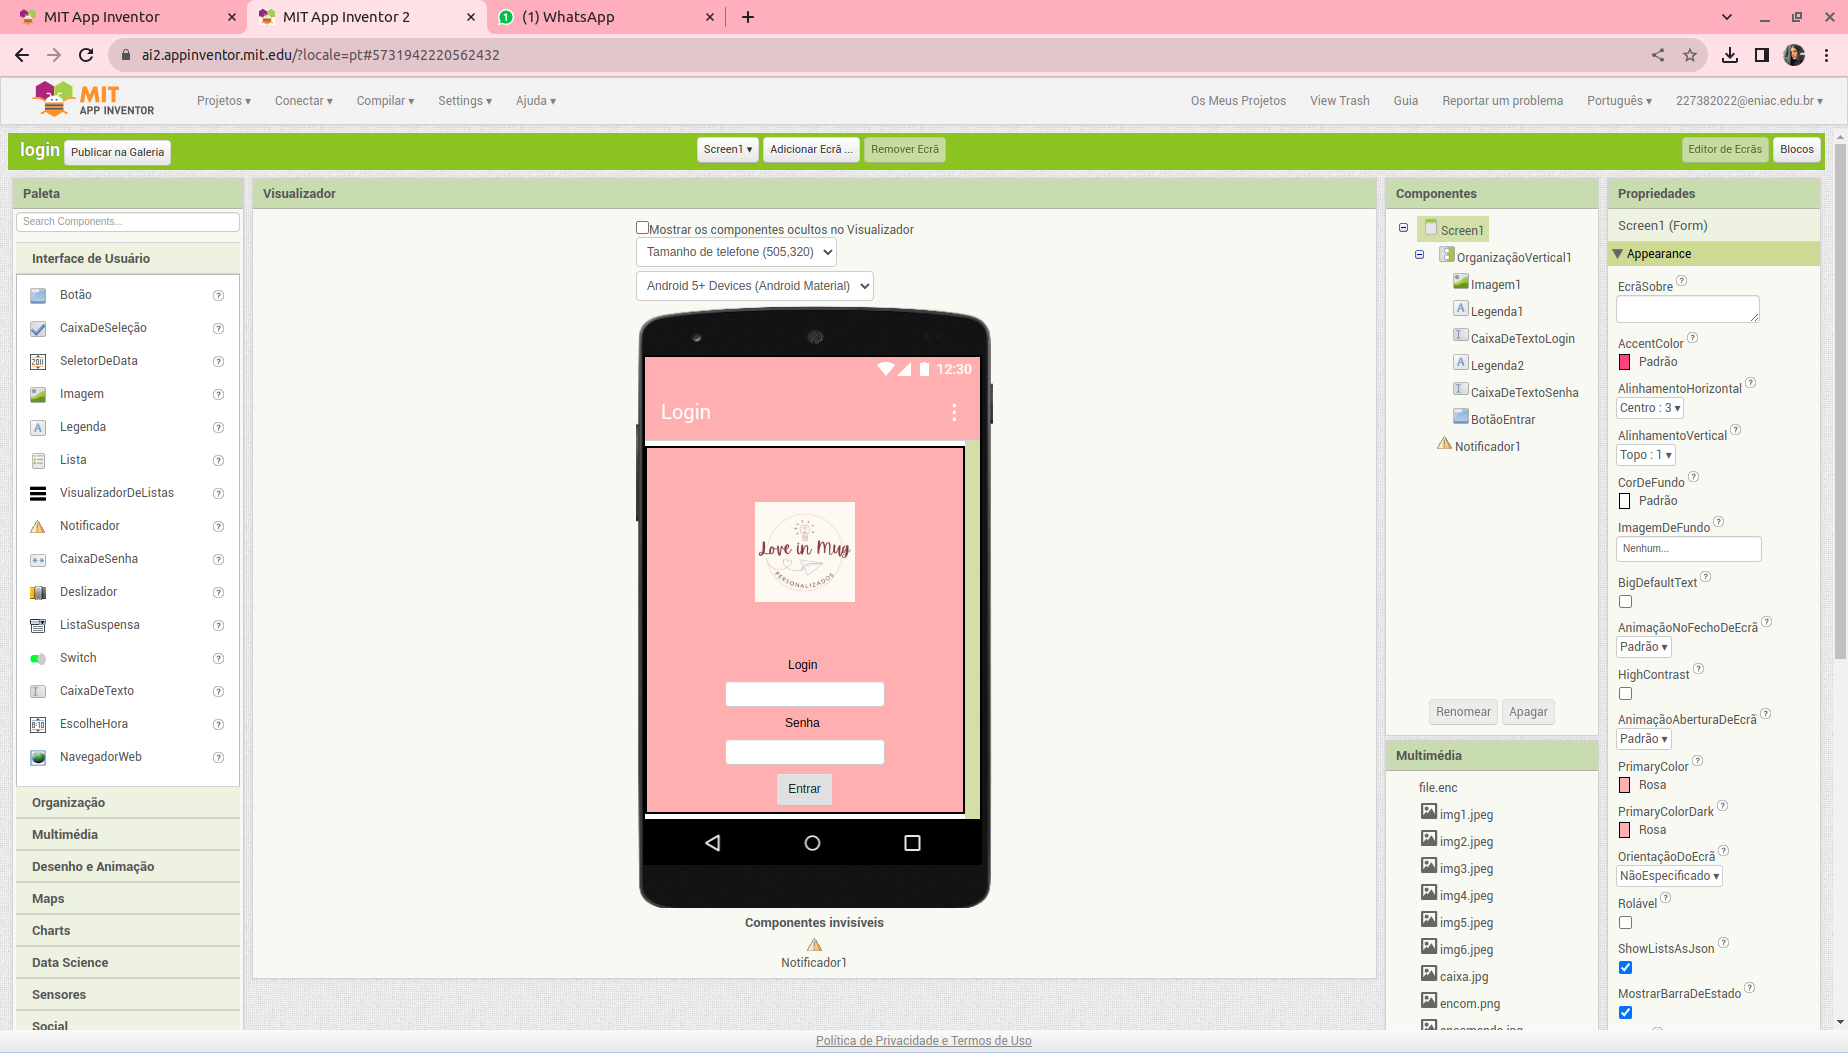 MIT App Inventor
MIT App Inventor 2
(1) WhatsApp
ai2.appinventor.mit.edu/?locale=pt#5731942220562432
MIT
APP INVENTOR
Projetos ▾
Conectar ▾
Compilar ▾
Settings ▾
Ajuda ▾
Os Meus Projetos
View Trash
Guia
Reportar um problema
Português ▾
227382022@eniac.edu.br ▾
login
Publicar na Galeria
Screen1 ▾
Adicionar Ecrã ...
Remover Ecrã
Editor de Ecrãs
Blocos
Paleta
Search Components...
Interface de Usuário
Botão
CaixaDeSeleção
SeletorDeData
Imagem
Legenda
Lista
VisualizadorDeListas
Notificador
CaixaDeSenha
Deslizador
ListaSuspensa
Switch
CaixaDeTexto
EscolheHora
NavegadorWeb
Organização
Multimédia
Desenho e Animação
Maps
Charts
Data Science
Sensores
Social
Visualizador
Mostrar os componentes ocultos no Visualizador
Tamanho de telefone (505,320)
Android 5+ Devices (Android Material)
12:30
Login
Love in Mug
PERSONALIZADOS
Login
Senha
Entrar
Componentes invisíveis
Notificador1
Componentes
Screen1
OrganizaçãoVertical1
Imagem1
Legenda1
CaixaDeTextoLogin
Legenda2
CaixaDeTextoSenha
BotãoEntrar
Notificador1
Renomear
Apagar
Multimédia
file.enc
img1.jpeg
img2.jpeg
img3.jpeg
img4.jpeg
img5.jpeg
img6.jpeg
caixa.jpg
encom.png
encomenda.jpg
Propriedades
Screen1 (Form)
Appearance
EcrãSobre
AccentColor
Padrão
AlinhamentoHorizontal
Centro : 3 ▾
AlinhamentoVertical
Topo : 1 ▾
CorDeFundo
Padrão
ImagemDeFundo
Nenhum...
BigDefaultText
AnimaçãoNoFechoDeEcrã
Padrão ▾
HighContrast
AnimaçãoAberturaDeEcrã
Padrão ▾
PrimaryColor
Rosa
PrimaryColorDark
Rosa
OrientaçãoDoEcrã
NãoEspecificado ▾
Rolável
ShowListsAsJson
MostrarBarraDeEstado
Política de Privacidade e Termos de Uso